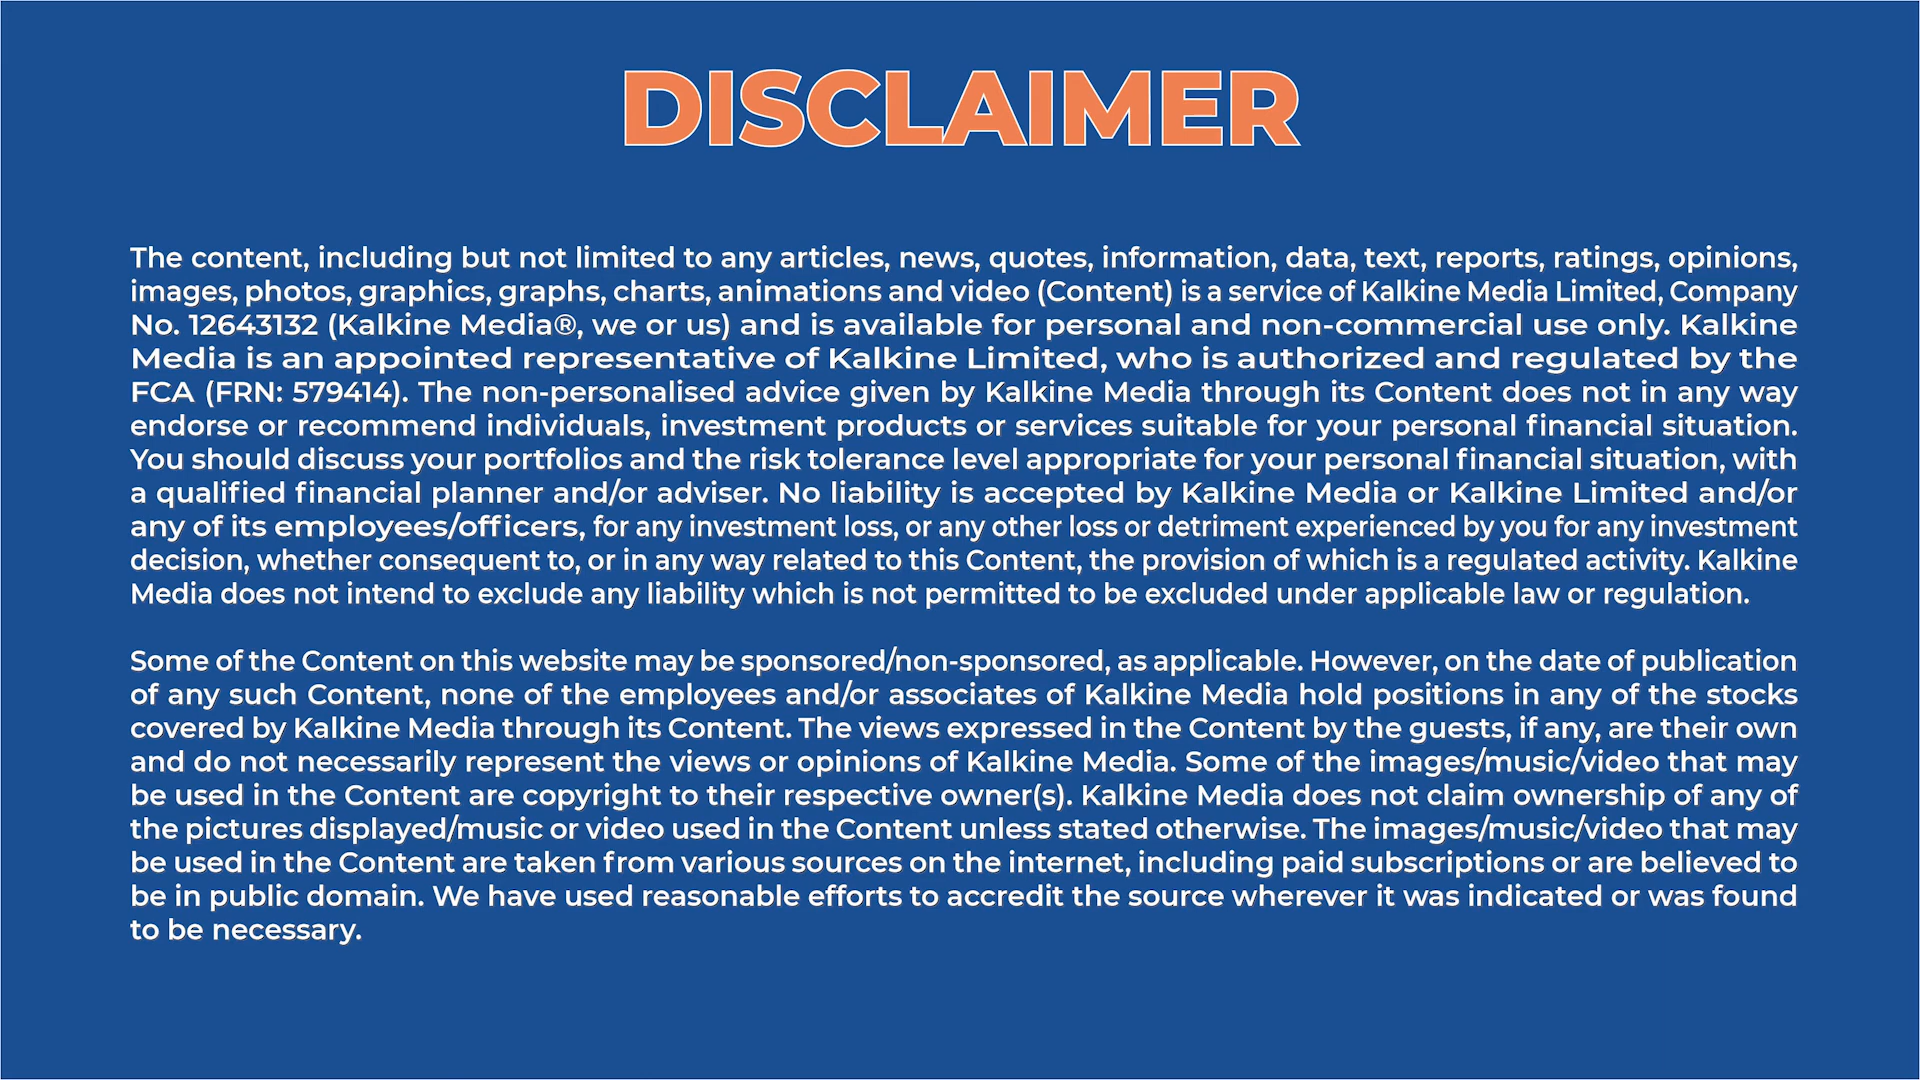 DISCLAIMER
The content, including but not limited to any articles, news, quotes, information, data, text, reports, ratings, opinions,
images, photos, graphics, graphs, charts, animations and video (Content) is a service of Kalkine Media Limited, Company
No. 12643132 (Kalkine Media®, we or us) and is available for personal and non-commercial use only. Kalkine
Media is an appointed representative of Kalkine Limited, who is authorized and regulated by the
FCA (FRN: 579414). The non-personalised advice given by Kalkine Media through its Content does not in any way
endorse or recommend individuals, investment products or services suitable for your personal financial situation.
You should discuss your portfolios and the risk tolerance level appropriate for your personal financial situation, with
a qualified financial planner and/or adviser. No liability is accepted by Kalkine Media or Kalkine Limited and/or
any of its employees/officers, for any investment loss, or any other loss or detriment experienced by you for any investment
decision, whether consequent to, or in any way related to this Content, the provision of which is a regulated activity. Kalkine
Media does not intend to exclude any liability which is not permitted to be excluded under applicable law or regulation.
Some of the Content on this website may be sponsored/non-sponsored, as applicable. However, on the date of publication
of any such Content, none of the employees and/or associates of Kalkine Media hold positions in any of the stocks
covered by Kalkine Media through its Content. The views expressed in the Content by the guests, if any, are their own
and do not necessarily represent the views or opinions of Kalkine Media. Some of the images/music/video that may
be used in the Content are copyright to their respective owner(s). Kalkine Media does not claim ownership of any of
the pictures displayed/music or video used in the Content unless stated otherwise. The images/music/video that may
be used in the Content are taken from various sources on the internet, including paid subscriptions or are believed to
be in public domain. We have used reasonable efforts to accredit the source wherever it was indicated or was found
to be necessary.